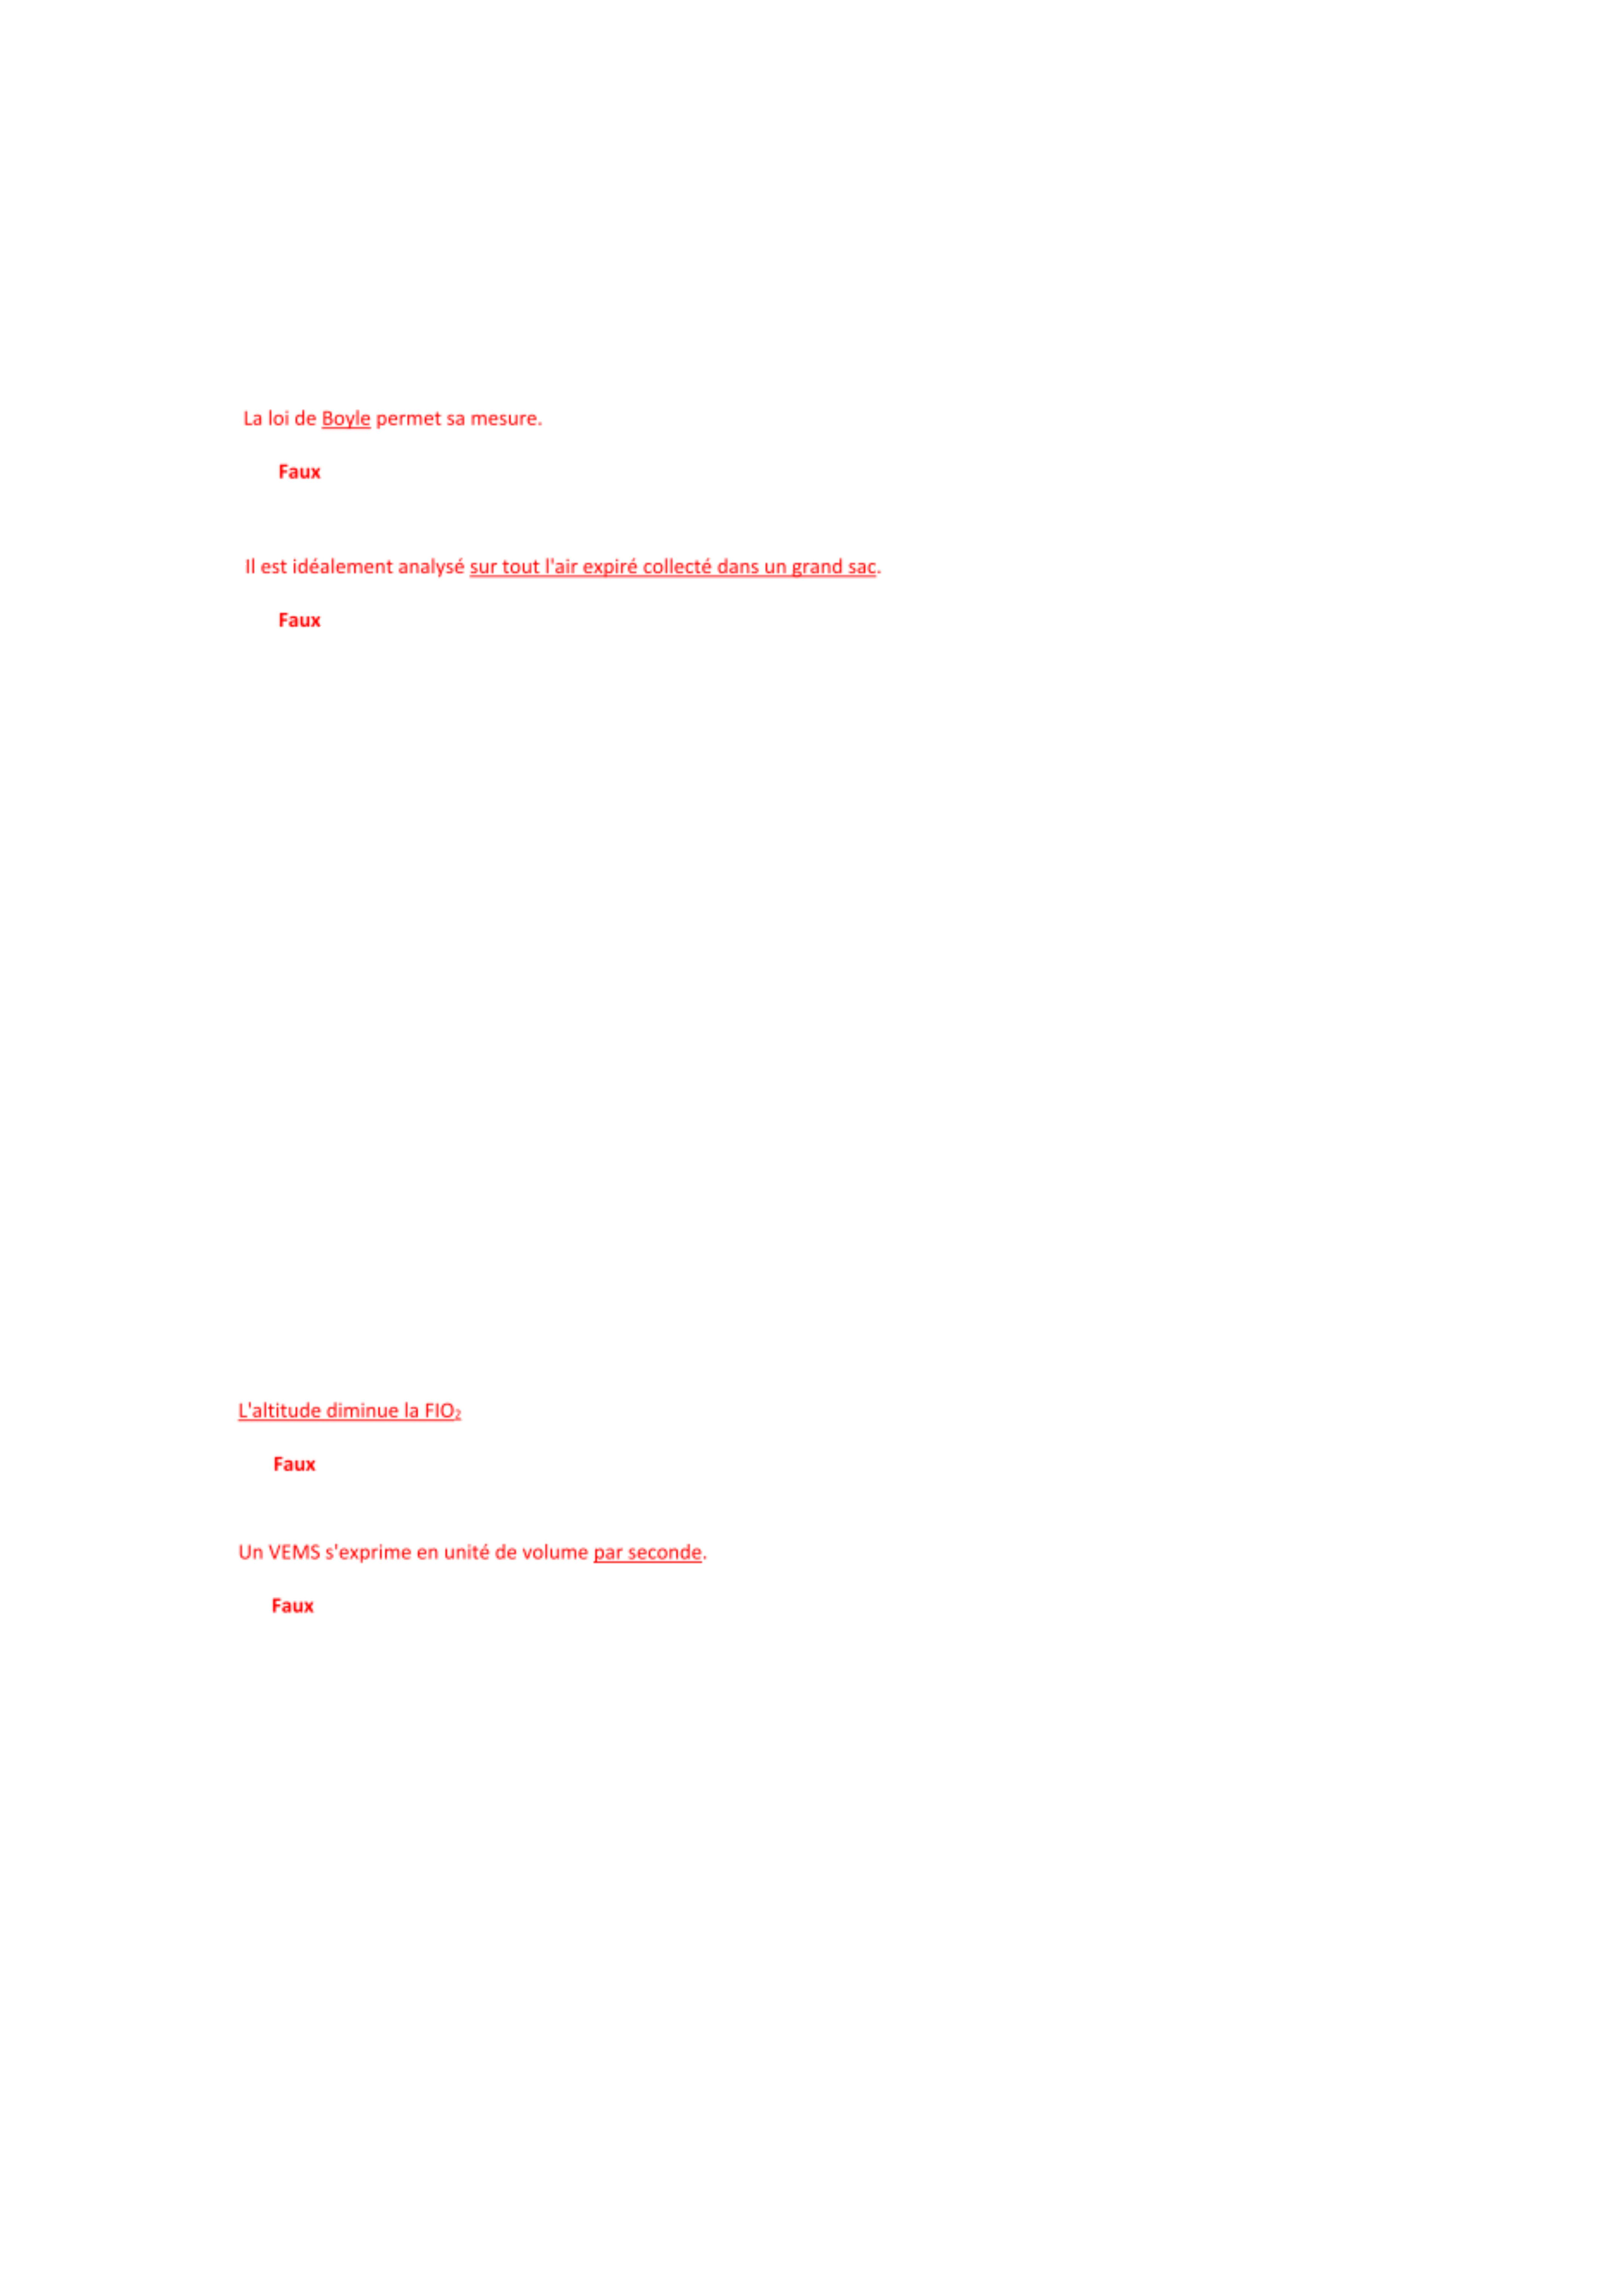 La loi de Boyle permet sa mesure.
Faux
Il est idéalement analysé sur tout l'air expiré collecté dans un grand sac.
Faux
L'altitude diminue la FIO₂
Faux
Un VEMS s'exprime en unité de volume par seconde.
Faux